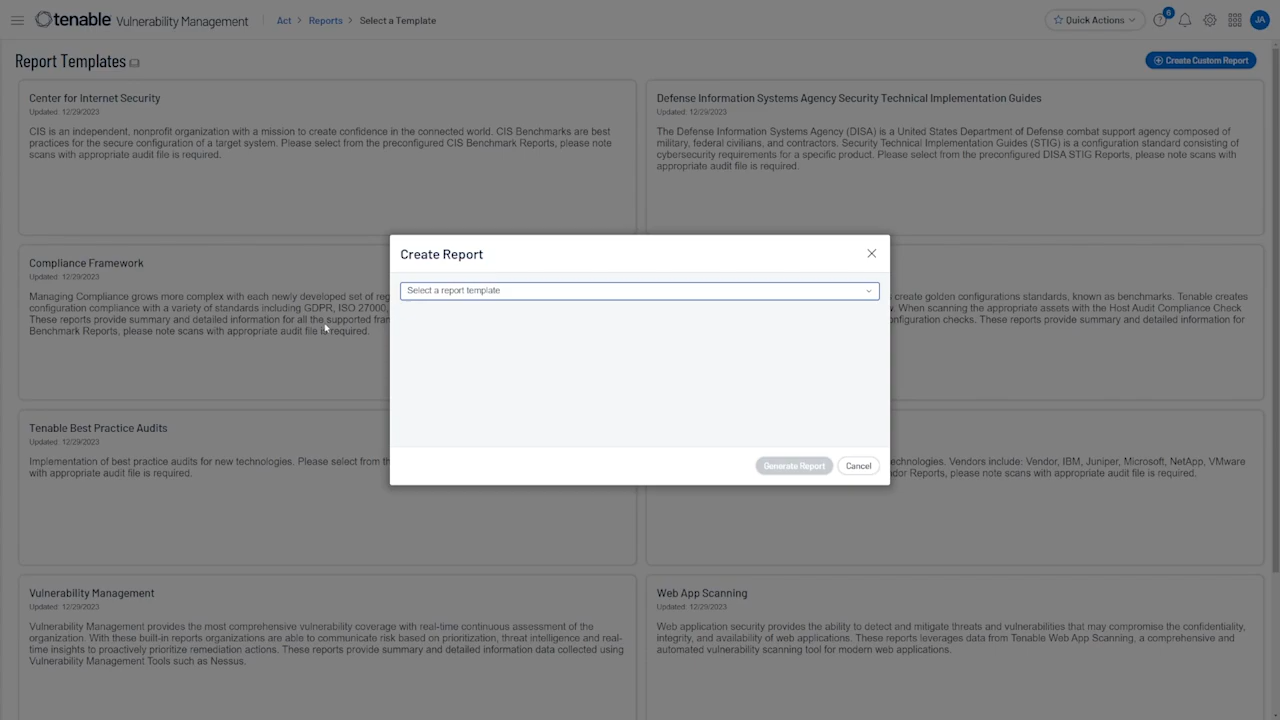 tenable Vulnerability Management Act > Reports > Select a Template Quick Actions 6 JA
Report Templates
Create Custom Report
Center for Internet Security
Updated: 12/29/2023
CIS is an independent, nonprofit organization with a mission to create confidence in the connected world. CIS Benchmarks are best
practices for the secure configuration of a target system. Please select from the preconfigured CIS Benchmark Reports, please note
scans with appropriate audit file is required.
Defense Information Systems Agency Security Technical Implementation Guides
Updated: 12/29/2023
The Defense Information Systems Agency (DISA) is a United States Department of Defense combat support agency composed of
military, federal civilians, and contractors. Security Technical Implementation Guides (STIG) is a configuration standard consisting of
cybersecurity requirements for a specific product. Please select from the preconfigured DISA STIG Reports, please note scans with
appropriate audit file is required.
Compliance Framework
Updated: 12/29/2023
Managing Compliance grows more complex with each newly developed set of reg
configuration compliance with a variety of standards including GDPR, ISO 27000,
These reports provide summary and detailed information for all the supported fra
Benchmark Reports, please note scans with appropriate audit file is required.
create golden configurations standards, known as benchmarks. Tenable creates
When scanning the appropriate assets with the Host Audit Compliance Check
nfiguration checks. These reports provide summary and detailed information for
Create Report
Select a report template
Generate Report
Cancel
Tenable Best Practice Audits
Updated: 12/29/2023
Implementation of best practice audits for new technologies. Please select from th
with appropriate audit file is required.
echnologies. Vendors include: Vendor, IBM, Juniper, Microsoft, NetApp, VMware
dor Reports, please note scans with appropriate audit file is required.
Vulnerability Management
Updated: 12/29/2023
Vulnerability Management provides the most comprehensive vulnerability coverage with real-time continuous assessment of the
organization. With these built-in reports organizations are able to communicate risk based on prioritization, threat intelligence and real-
time insights to proactively prioritize remediation actions. These reports provide summary and detailed information data collected using
Vulnerability Management Tools such as Nessus.
Web App Scanning
Updated: 12/29/2023
Web application security provides the ability to detect and mitigate threats and vulnerabilities that may compromise the confidentiality,
integrity, and availability of web applications. These reports leverages data from Tenable Web App Scanning, a comprehensive and
automated vulnerability scanning tool for modern web applications.